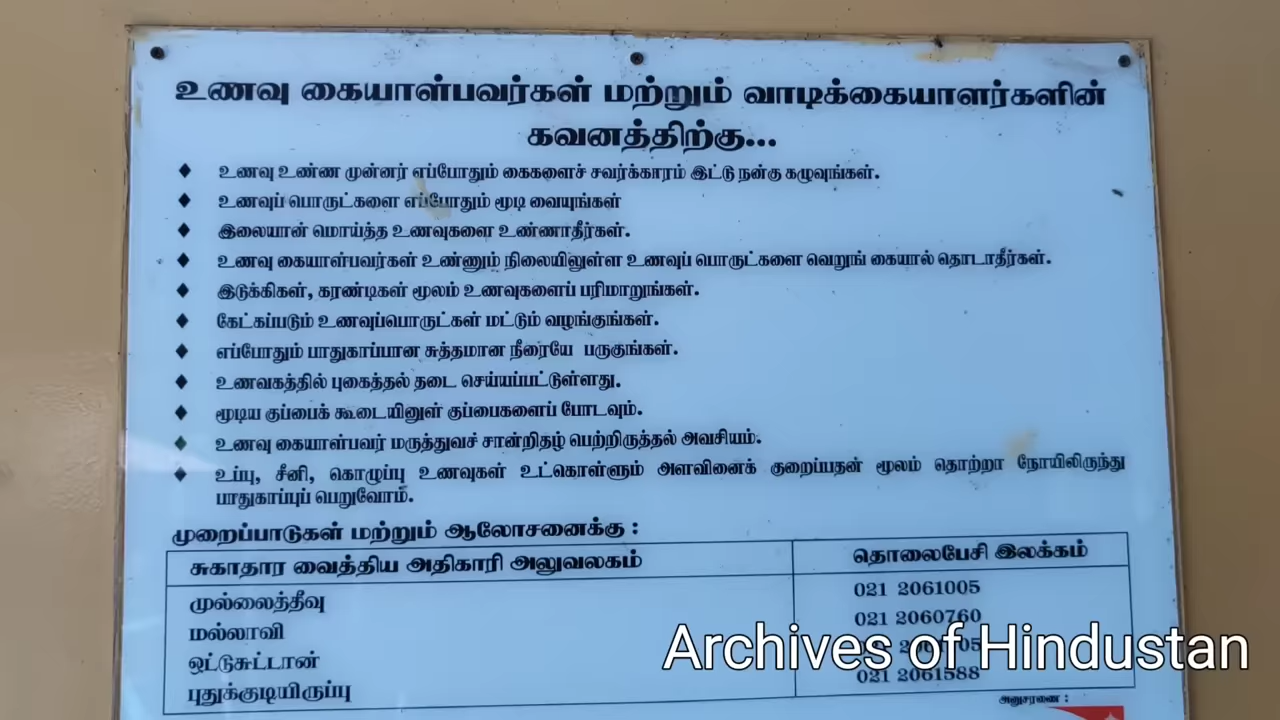 உணவு கையாள்பவர்கள் மற்றும் வாடிக்கையாளர்களின்
கவனத்திற்கு...
♦ உணவு உண்ண முன்னர் எப்போதும் கைகளைச் சவர்க்காரம் இட்டு நன்கு கழுவுங்கள்.
♦ உணவுப் பொருட்களை எப்போதும் மூடி வையுங்கள்
♦ இலையான் மொய்த்த உணவுகளை உண்ணாதீர்கள்.
♦ உணவு கையாள்பவர்கள் உண்ணும் நிலையிலுள்ள உணவுப் பொருட்களை வெறுங் கையால் தொடாதீர்கள்.
♦ இடுக்கிகள், கரண்டிகள் மூலம் உணவுகளைப் பரிமாறுங்கள்.
♦ கேட்கப்படும் உணவுப்பொருட்கள் மட்டும் வழங்குங்கள்.
♦ எப்போதும் பாதுகாப்பான சுத்தமான நீரையே பருகுங்கள்.
♦ உணவகத்தில் புகைத்தல் தடை செய்யப்பட்டுள்ளது.
♦ மூடிய குப்பைக் கூடையினுள் குப்பைகளைப் போடவும்.
♦ உணவு கையாள்பவர் மருத்துவச் சான்றிதழ் பெற்றிருத்தல் அவசியம்.
♦ உப்பு, சீனி, கொழுப்பு உணவுகள் உட்கொள்ளும் அளவினைக் குறைப்பதன் மூலம் தொற்றா நோயிலிருந்து
பாதுகாப்புப் பெறுவோம்.
முறைப்பாடுகள் மற்றும் ஆலோசனைக்கு :
சுகாதார வைத்திய அதிகாரி அலுவலகம் தொலைபேசி இலக்கம்
முல்லைத்தீவு 021 2061005
மல்லாவி 021 2060760
ஒட்டுசுட்டான்
புதுக்குடியிருப்பு 021 2061588
Archives of Hindustan
அனுசரணை :